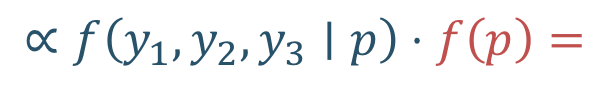 ∝ f(y₁, y₂, y₃ | p) · f(p) =